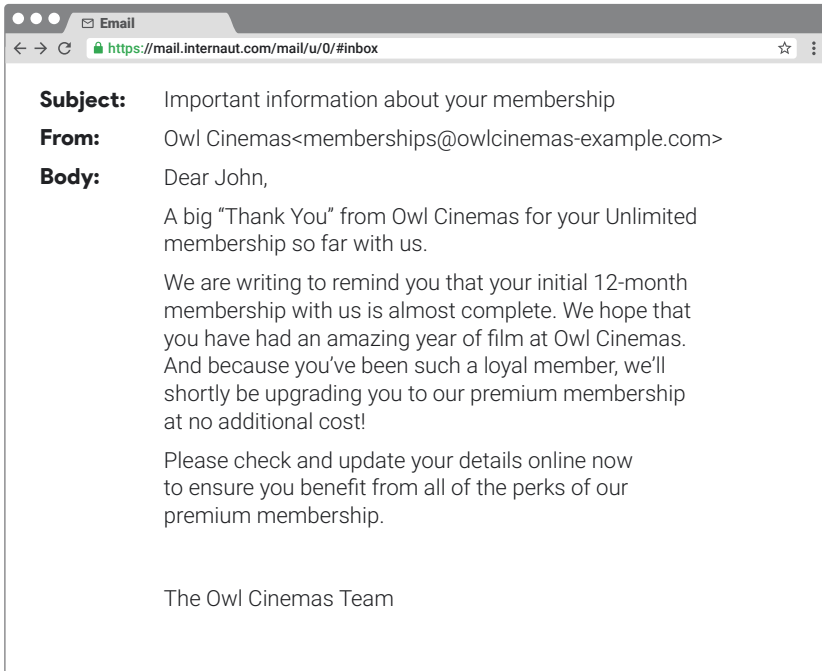 Email
https://mail.internaut.com/mail/u/0/#inbox
Subject: Important information about your membership
From: Owl Cinemas<memberships@owlcinemas-example.com>
Body: Dear John,
A big “Thank You” from Owl Cinemas for your Unlimited
membership so far with us.
We are writing to remind you that your initial 12-month
membership with us is almost complete. We hope that
you have had an amazing year of film at Owl Cinemas.
And because you’ve been such a loyal member, we’ll
shortly be upgrading you to our premium membership
at no additional cost!
Please check and update your details online now
to ensure you benefit from all of the perks of our
premium membership.
The Owl Cinemas Team